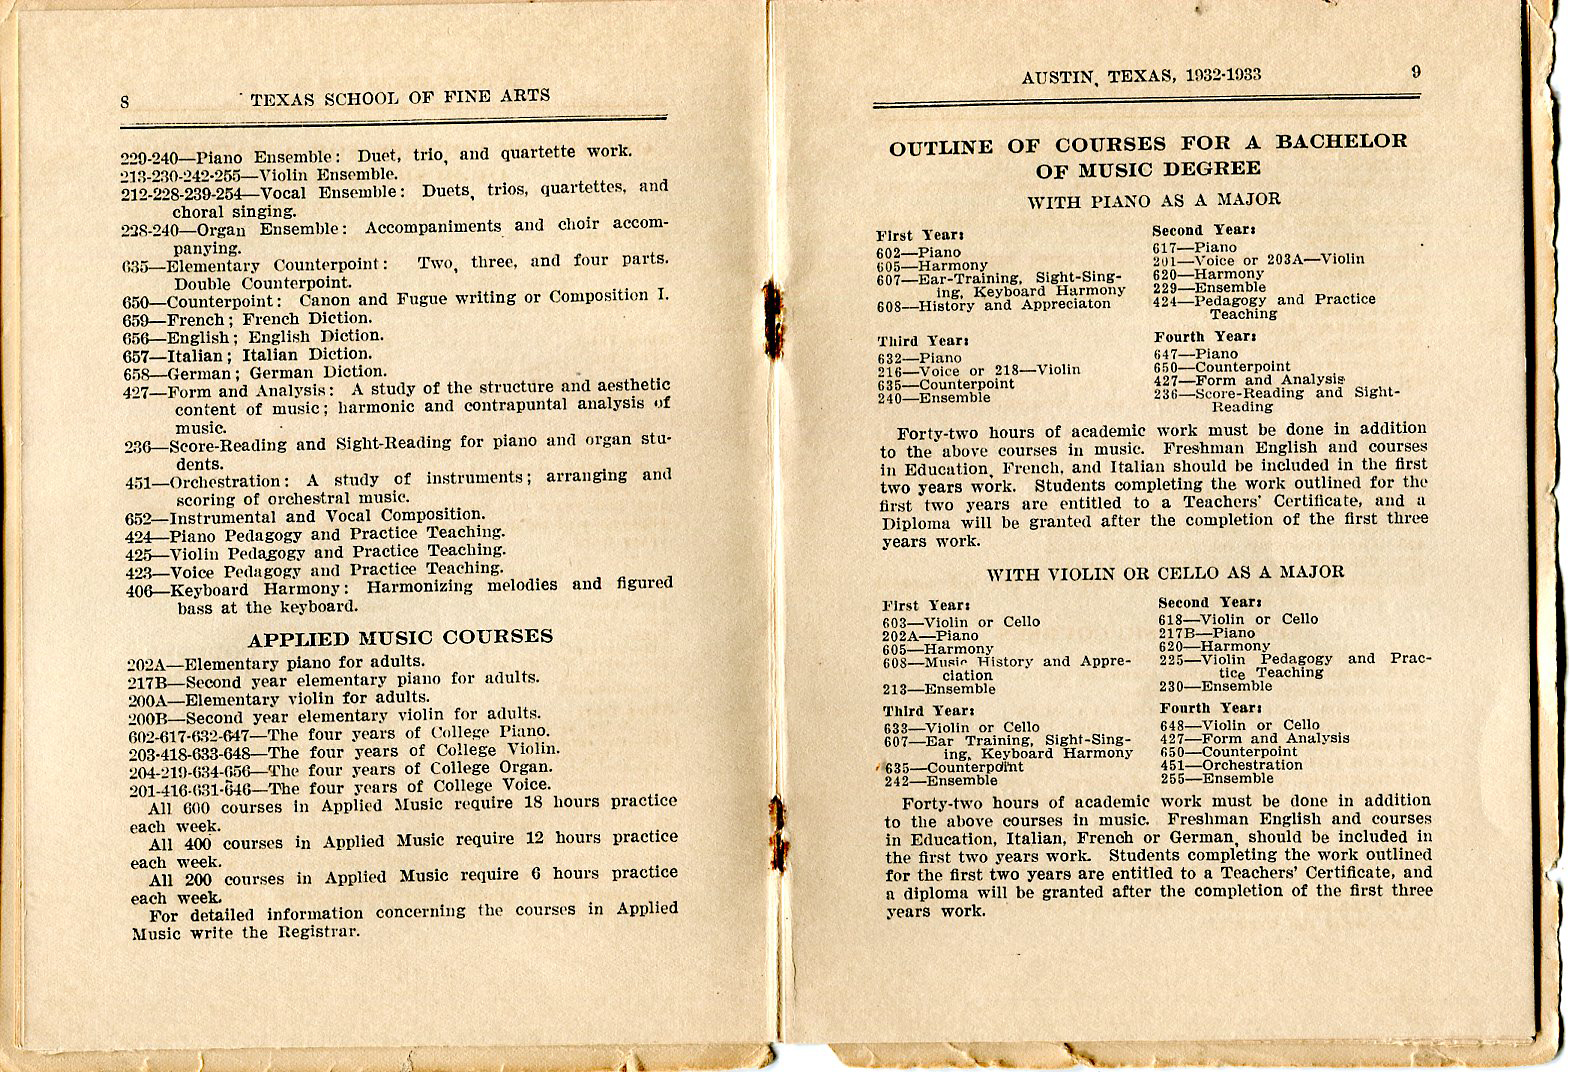 8 TEXAS SCHOOL OF FINE ARTS
229-240—Piano Ensemble: Duet, trio, and quartette work.
213-230-242-255—Violin Ensemble.
212-228-239-254—Vocal Ensemble: Duets, trios, quartettes, and
choral singing.
228-240—Organ Ensemble: Accompaniments and choir accom-
panying.
635—Elementary Counterpoint: Two, three, and four parts.
Double Counterpoint.
650—Counterpoint: Canon and Fugue writing or Composition I.
659—French; French Diction.
656—English; English Diction.
657—Italian; Italian Diction.
658—German; German Diction.
427—Form and Analysis: A study of the structure and aesthetic
content of music; harmonic and contrapuntal analysis of
music.
236—Score-Reading and Sight-Reading for piano and organ stu-
dents.
451—Orchestration: A study of instruments; arranging and
scoring of orchestral music.
652—Instrumental and Vocal Composition.
424—Piano Pedagogy and Practice Teaching.
425—Violin Pedagogy and Practice Teaching.
423—Voice Pedagogy and Practice Teaching.
406—Keyboard Harmony: Harmonizing melodies and figured
bass at the keyboard.
APPLIED MUSIC COURSES
202A—Elementary piano for adults.
217B—Second year elementary piano for adults.
200A—Elementary violin for adults.
200B—Second year elementary violin for adults.
602-617-632-647—The four years of College Piano.
203-418-633-648—The four years of College Violin.
204-219-634-656—The four years of College Organ.
201-416-631-646—The four years of College Voice.
All 600 courses in Applied Music require 18 hours practice
each week.
All 400 courses in Applied Music require 12 hours practice
each week.
All 200 courses in Applied Music require 6 hours practice
each week.
For detailed information concerning the courses in Applied
Music write the Registrar.
AUSTIN, TEXAS, 1932-1933 9
OUTLINE OF COURSES FOR A BACHELOR
OF MUSIC DEGREE
WITH PIANO AS A MAJOR
First Year:
602—Piano
605—Harmony
607—Ear-Training, Sight-Sing-
ing, Keyboard Harmony
608—History and Appreciaton
Second Year:
617—Piano
201—Voice or 203A—Violin
620—Harmony
229—Ensemble
424—Pedagogy and Practice
Teaching
Third Year:
632—Piano
216—Voice or 218—Violin
635—Counterpoint
240—Ensemble
Fourth Year:
647—Piano
650—Counterpoint
427—Form and Analysis
236—Score-Reading and Sight-
Reading
Forty-two hours of academic work must be done in addition
to the above courses in music. Freshman English and courses
in Education, French, and Italian should be included in the first
two years work. Students completing the work outlined for the
first two years are entitled to a Teachers' Certificate, and a
Diploma will be granted after the completion of the first three
years work.
WITH VIOLIN OR CELLO AS A MAJOR
First Year:
603—Violin or Cello
202A—Piano
605—Harmony
608—Music History and Appre-
ciation
213—Ensemble
Second Year:
618—Violin or Cello
217B—Piano
620—Harmony
225—Violin Pedagogy and Prac-
tice Teaching
230—Ensemble
Third Year:
633—Violin or Cello
607—Ear Training, Sight-Sing-
ing, Keyboard Harmony
635—Counterpoint
242—Ensemble
Fourth Year:
648—Violin or Cello
427—Form and Analysis
650—Counterpoint
451—Orchestration
255—Ensemble
Forty-two hours of academic work must be done in addition
to the above courses in music. Freshman English and courses
in Education, Italian, French or German, should be included in
the first two years work. Students completing the work outlined
for the first two years are entitled to a Teachers' Certificate, and
a diploma will be granted after the completion of the first three
years work.